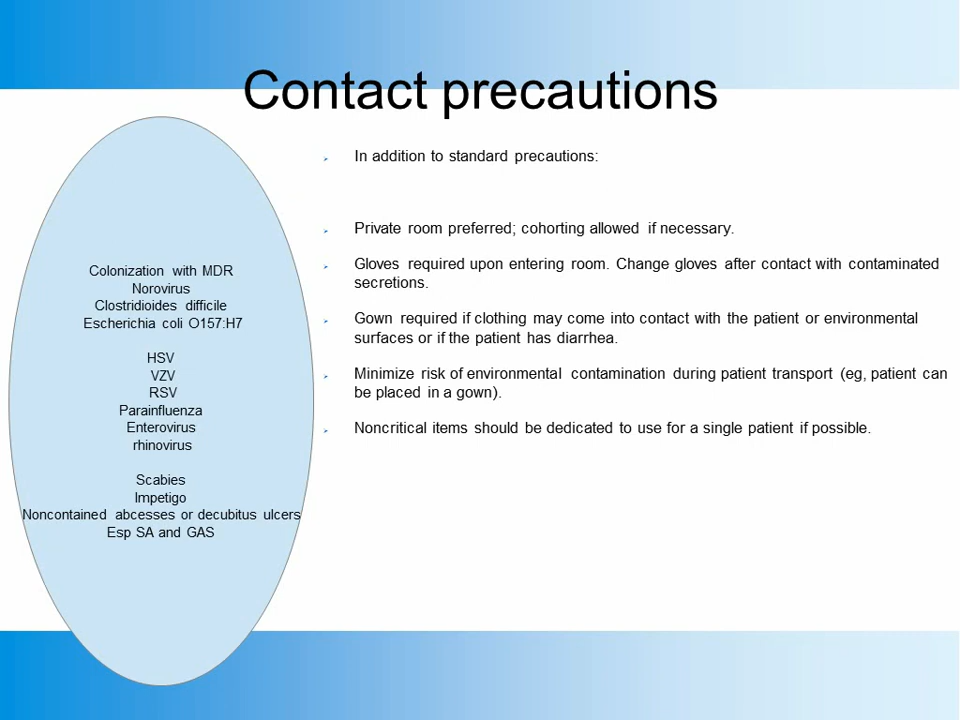 Contact precautions
Colonization with MDR
Norovirus
Clostridioides difficile
Escherichia coli O157:H7
HSV
VZV
RSV
Parainfluenza
Enterovirus
rhinovirus
Scabies
Impetigo
Noncontained abcesses or decubitus ulcers
Esp SA and GAS
In addition to standard precautions:
Private room preferred; cohorting allowed if necessary.
Gloves required upon entering room. Change gloves after contact with contaminated
secretions.
Gown required if clothing may come into contact with the patient or environmental
surfaces or if the patient has diarrhea.
Minimize risk of environmental contamination during patient transport (eg, patient can
be placed in a gown).
Noncritical items should be dedicated to use for a single patient if possible.